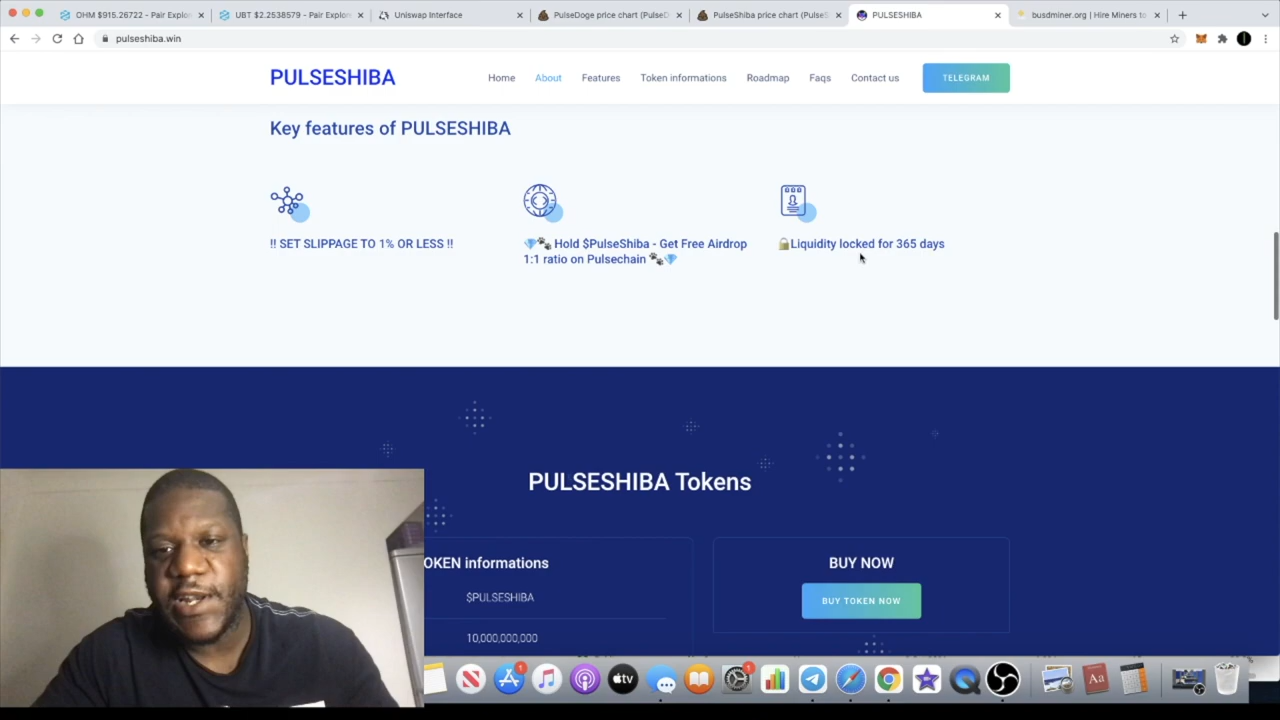 OHM $915.26722 - Pair Explor
UBT $2.2538579 - Pair Explor
Uniswap Interface
PulseDoge price chart (PulseD
PulseShiba price chart (PulseS
PULSESHIBA
busdminer.org | Hire Miners to
pulseshiba.win
PULSESHIBA
Home
About
Features
Token informations
Roadmap
Faqs
Contact us
TELEGRAM
Key features of PULSESHIBA
!! SET SLIPPAGE TO 1% OR LESS !!
💎🐾 Hold $PulseShiba - Get Free Airdrop
1:1 ratio on Pulsechain 🐾💎
🔒Liquidity locked for 365 days
PULSESHIBA Tokens
OKEN informations
$PULSESHIBA
10,000,000,000
BUY NOW
BUY TOKEN NOW
1
tv
1
Aa